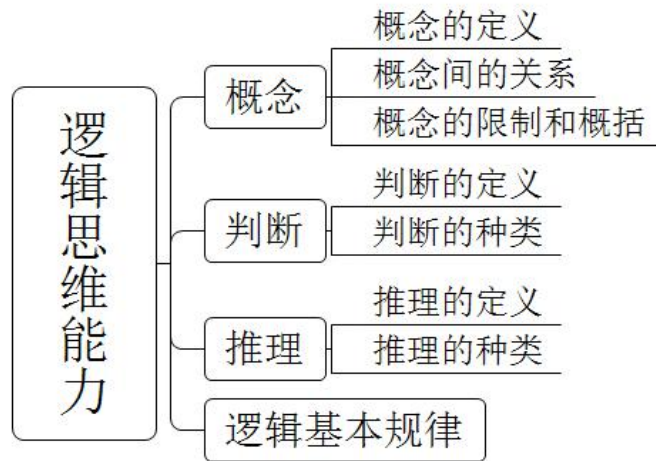 逻辑思维能力
概念
概念的定义
概念间的关系
概念的限制和概括
判断
判断的定义
判断的种类
推理
推理的定义
推理的种类
逻辑基本规律